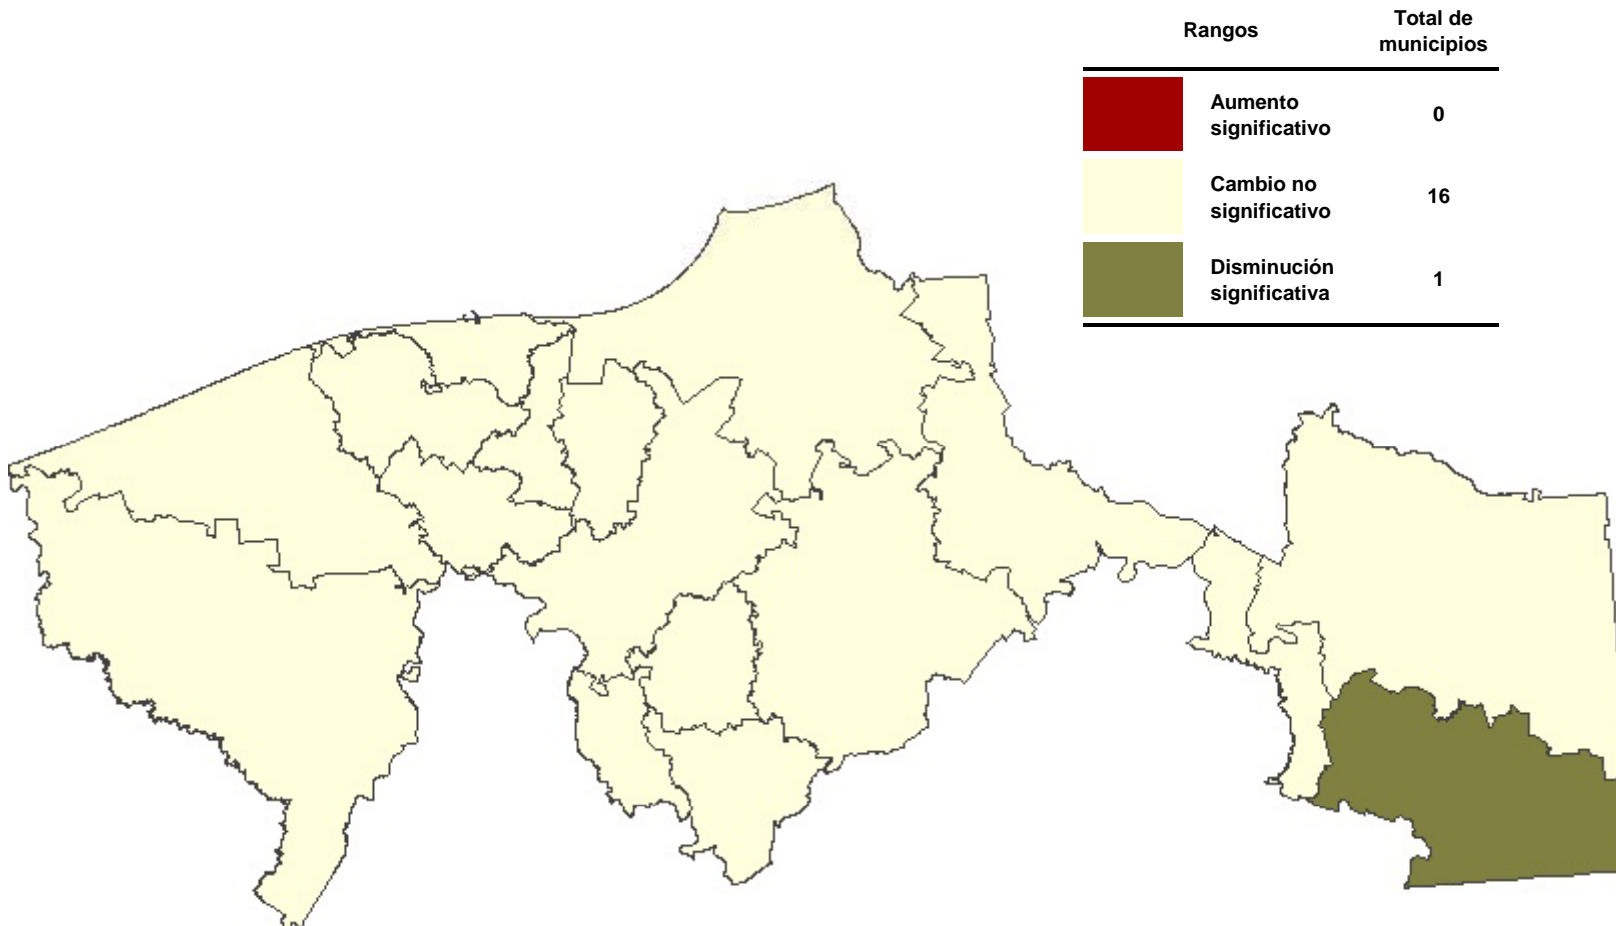 Rangos
Total de
municipios
Aumento
significativo
0
Cambio no
significativo
16
Disminución
significativa
1